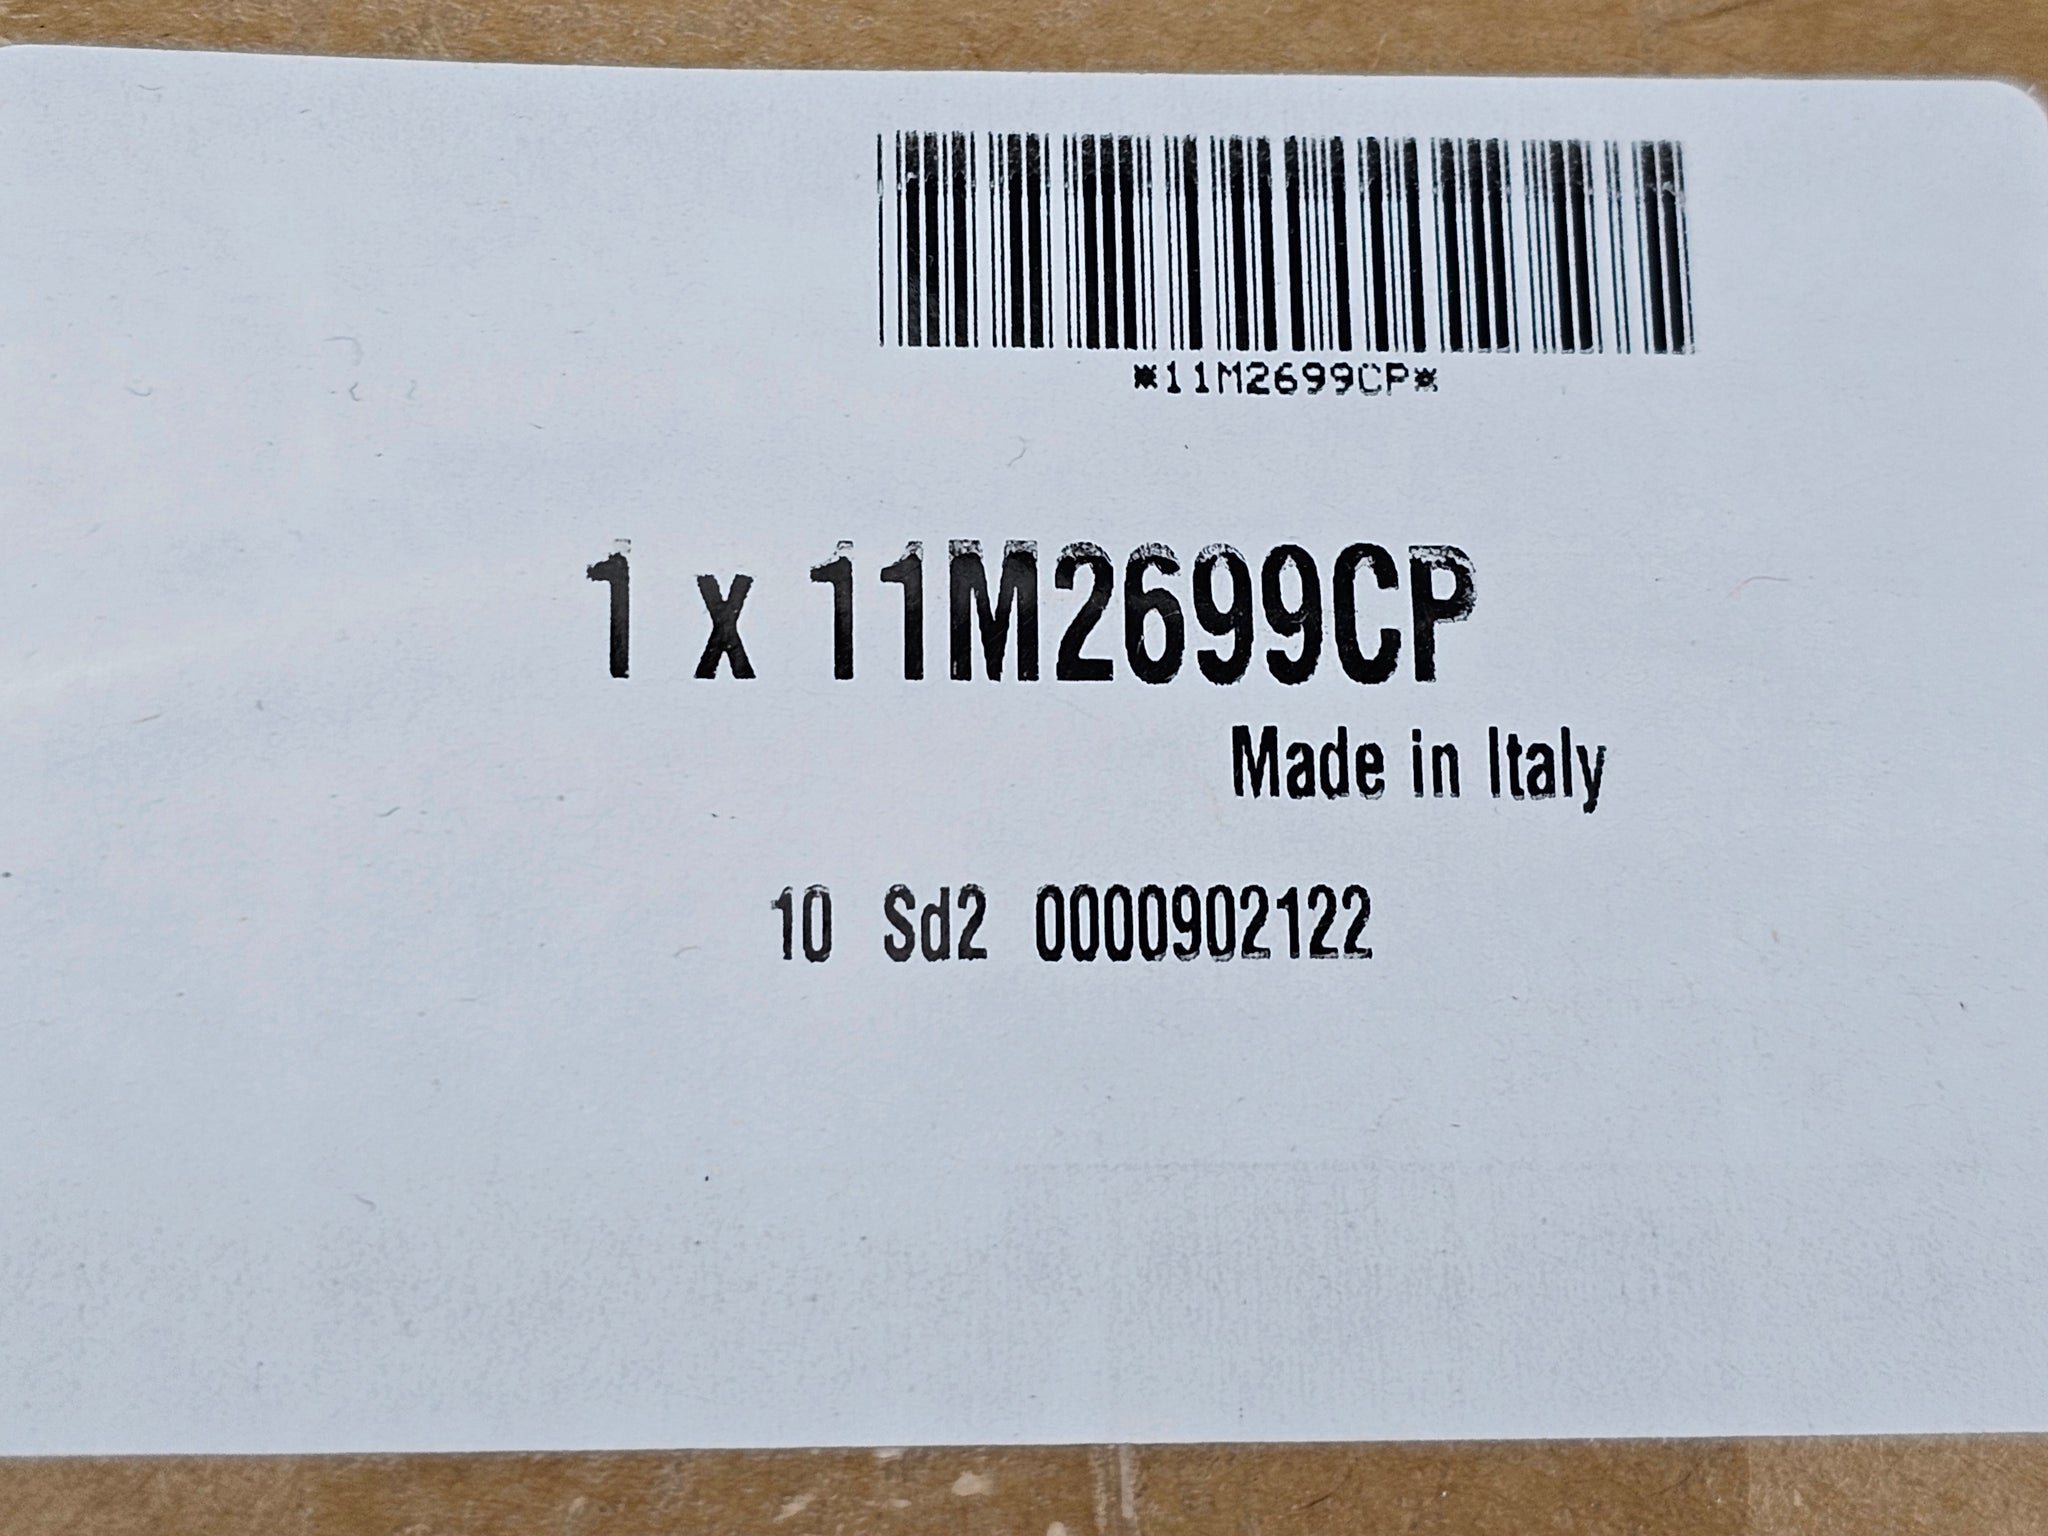 *11M2699CP*
1 x 11M2699CP
Made in Italy
10 Sd2 0000902122